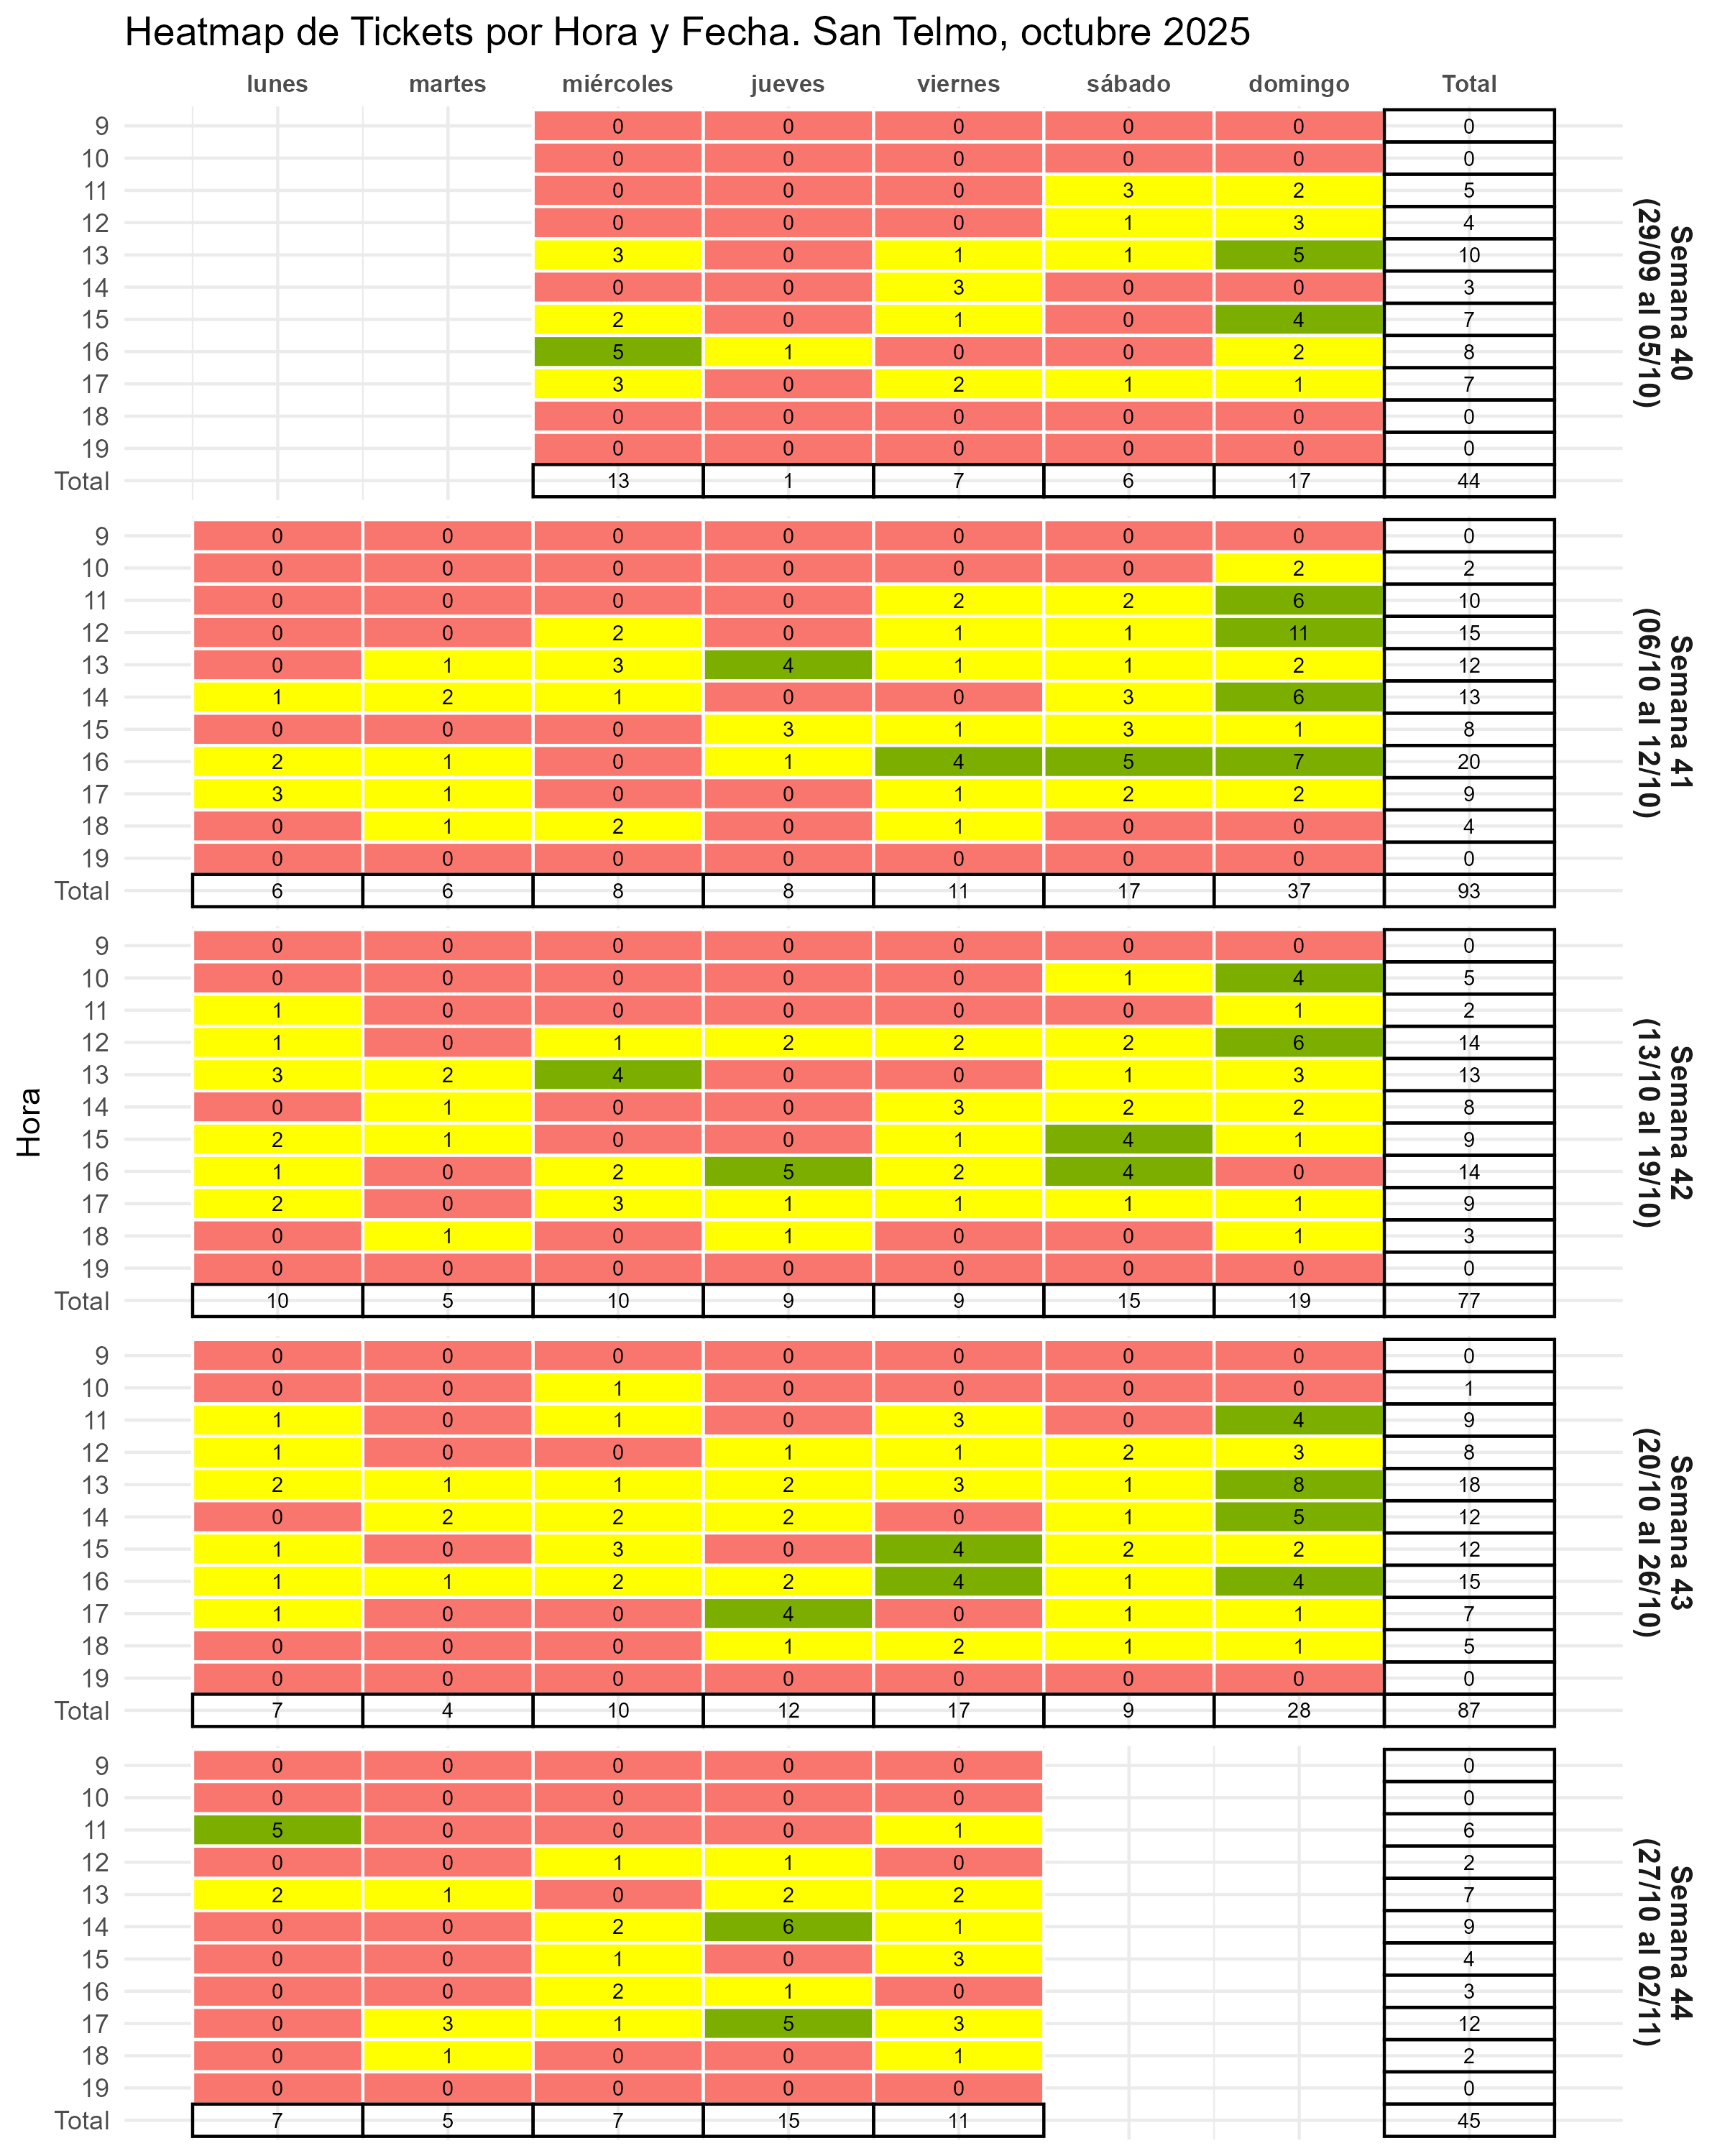 Heatmap de Tickets por Hora y Fecha. San Telmo, octubre 2025
lunes martes miércoles jueves viernes sábado domingo Total
9 0 0 0 0 0 0
10 0 0 0 0 0 0
11 0 0 0 3 2 5
12 0 0 0 1 3 4
13 3 0 1 1 5 10
14 0 0 3 0 0 3
15 2 0 1 0 4 7
16 5 1 0 0 2 8
17 3 0 2 1 1 7
18 0 0 0 0 0 0
19 0 0 0 0 0 0
Total 13 1 7 6 17 44
Semana 40
(29/09 al 05/10)
9 0 0 0 0 0 0 0 0
10 0 0 0 0 0 0 2 2
11 0 0 0 0 2 2 6 10
12 0 0 2 0 1 1 11 15
13 0 1 3 4 1 1 2 12
14 1 2 1 0 0 3 6 13
15 0 0 0 3 1 3 1 8
16 2 1 0 1 4 5 7 20
17 3 1 0 0 1 2 2 9
18 0 1 2 0 1 0 0 4
19 0 0 0 0 0 0 0 0
Total 6 6 8 8 11 17 37 93
Semana 41
(06/10 al 12/10)
Hora
9 0 0 0 0 0 0 0 0
10 0 0 0 0 0 1 4 5
11 1 0 0 0 0 0 1 2
12 1 0 1 2 2 2 6 14
13 3 2 4 0 0 1 3 13
14 0 1 0 0 3 2 2 8
15 2 1 0 0 1 4 1 9
16 1 0 2 5 2 4 0 14
17 2 0 3 1 1 1 1 9
18 0 1 0 1 0 0 1 3
19 0 0 0 0 0 0 0 0
Total 10 5 10 9 9 15 19 77
Semana 42
(13/10 al 19/10)
9 0 0 0 0 0 0 0 0
10 0 0 1 0 0 0 0 1
11 1 0 1 0 3 0 4 9
12 1 0 0 1 1 2 3 8
13 2 1 1 2 3 1 8 18
14 0 2 2 2 0 1 5 12
15 1 0 3 0 4 2 2 12
16 1 1 2 2 4 1 4 15
17 1 0 0 4 0 1 1 7
18 0 0 0 1 2 1 1 5
19 0 0 0 0 0 0 0 0
Total 7 4 10 12 17 9 28 87
Semana 43
(20/10 al 26/10)
9 0 0 0 0 0 0
10 0 0 0 0 0 0
11 5 0 0 0 1 6
12 0 0 1 1 0 2
13 2 1 0 2 2 7
14 0 0 2 6 1 9
15 0 0 1 0 3 4
16 0 0 2 1 0 3
17 0 3 1 5 3 12
18 0 1 0 0 1 2
19 0 0 0 0 0 0
Total 7 5 7 15 11 45
Semana 44
(27/10 al 02/11)